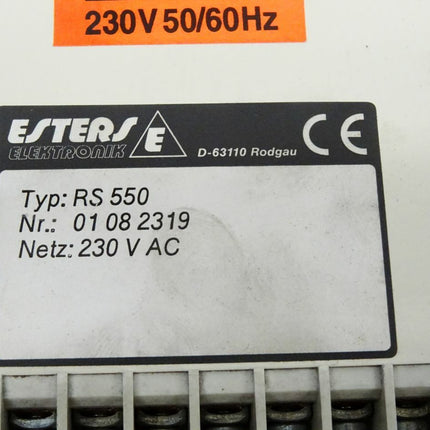 230V 50/60Hz
ESTERS E
ELEKTRONIK
D-63110 Rodgau CE
Typ: RS 550
Nr.: 01 08 2319
Netz: 230 V AC